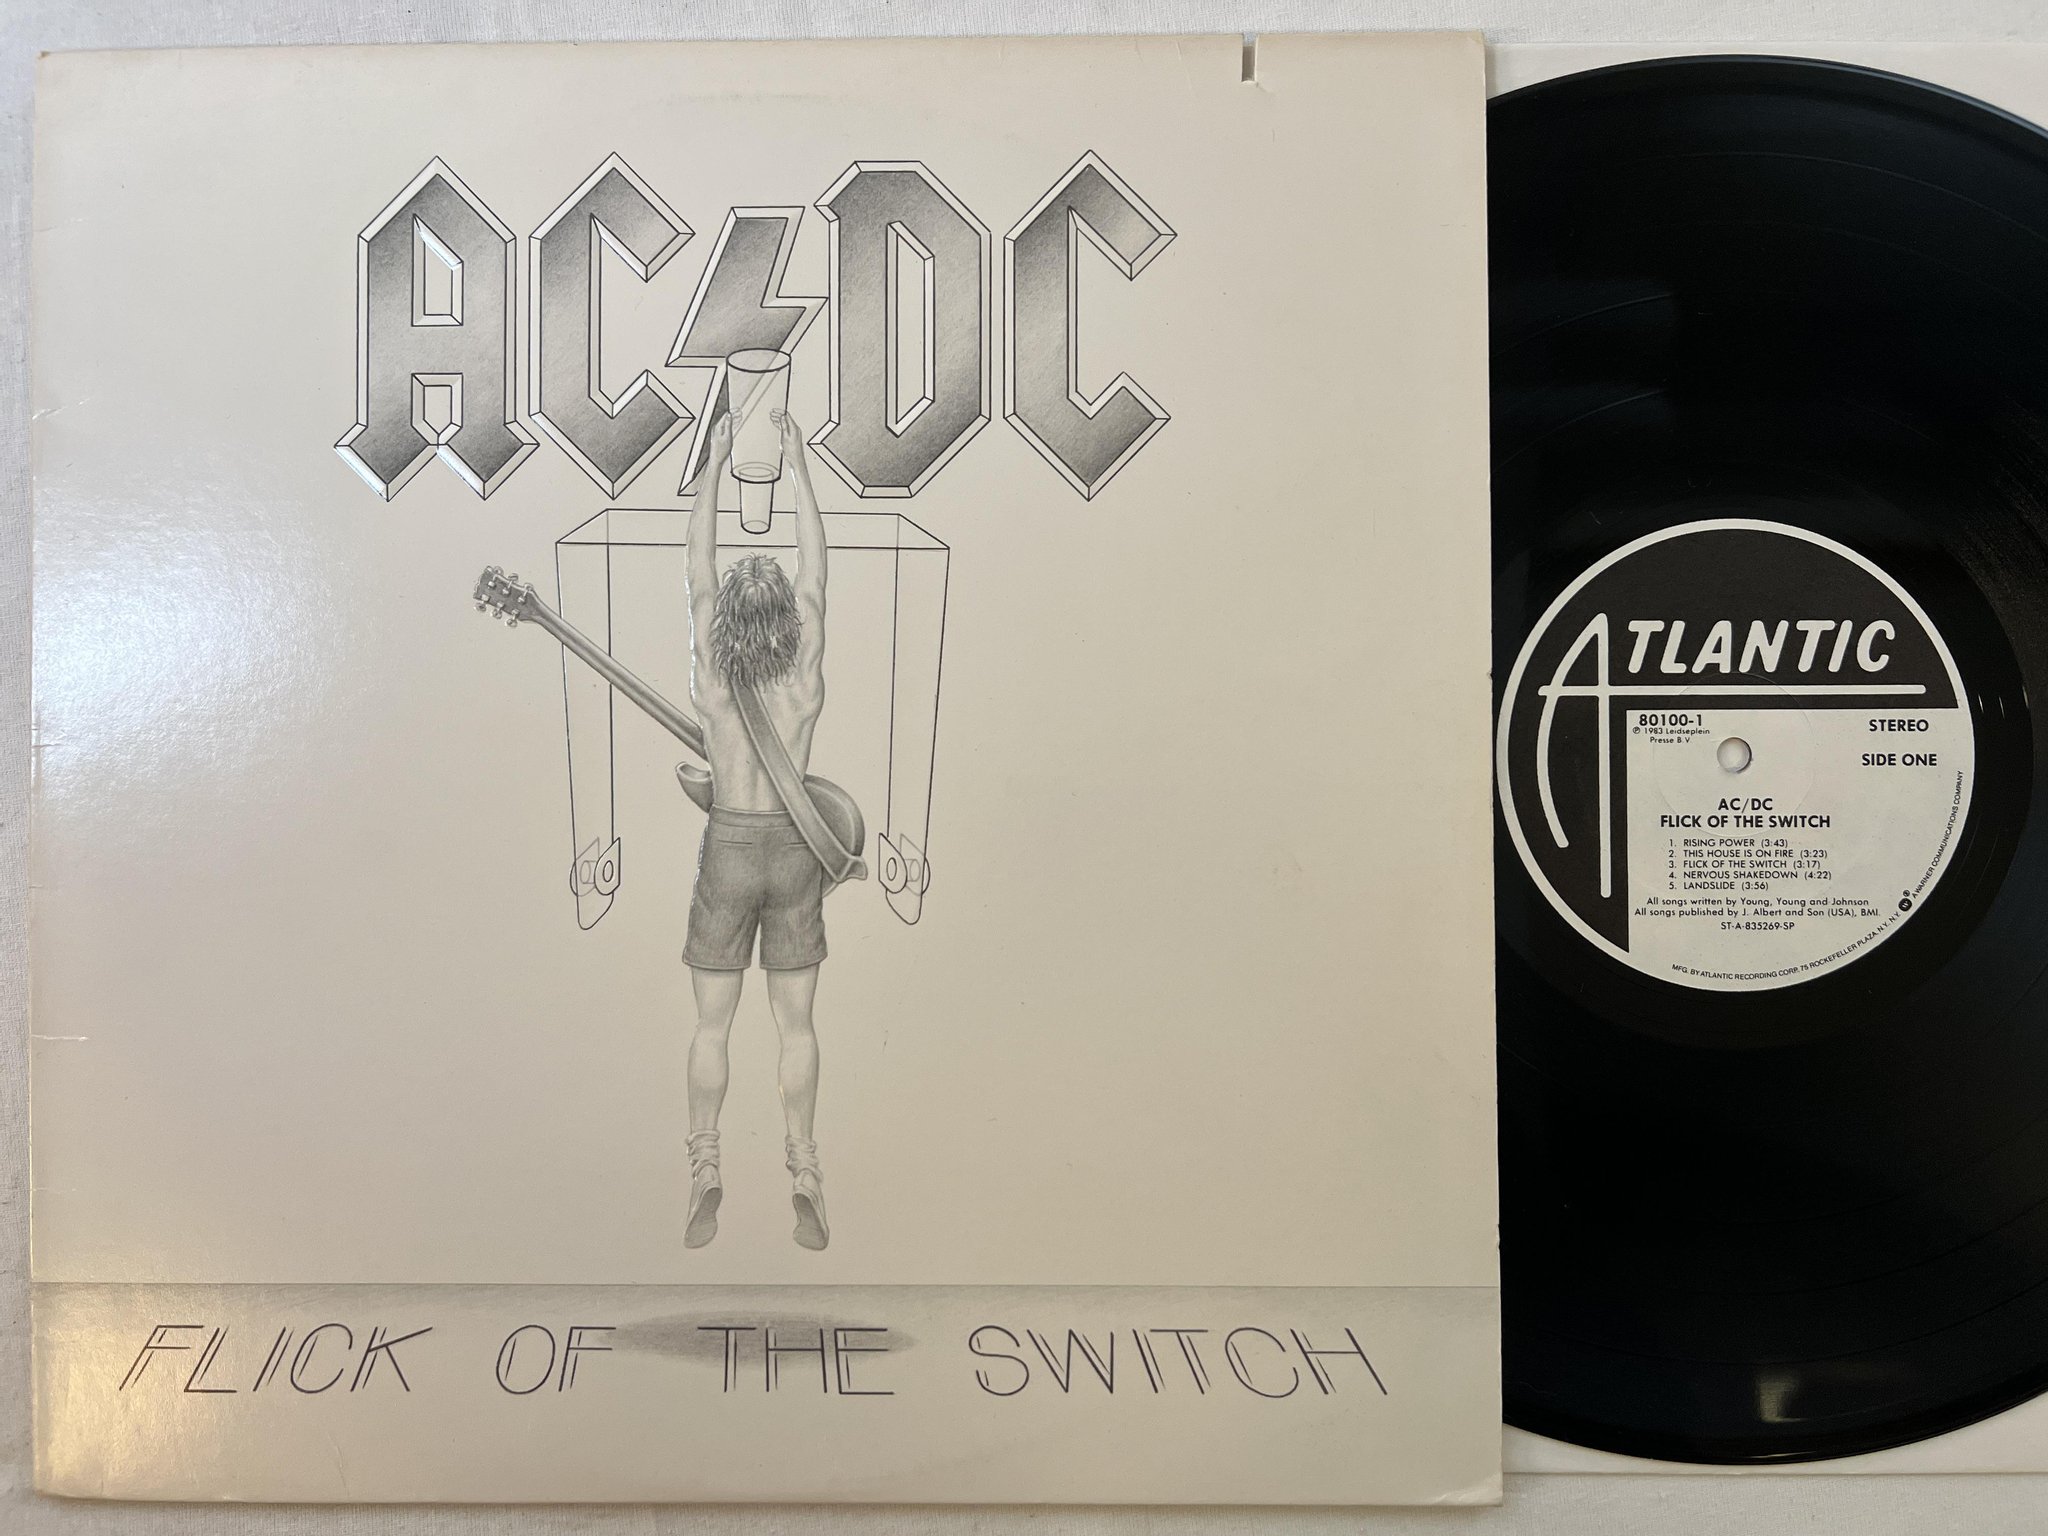 AC/DC
FLICK OF THE SWITCH
ATLANTIC
80100-1
℗ 1983 Leidseplein
Presse B.V.
STEREO
SIDE ONE
AC/DC
FLICK OF THE SWITCH
1. RISING POWER (3:43)
2. THIS HOUSE IS ON FIRE (3:23)
3. FLICK OF THE SWITCH (3:17)
4. NERVOUS SHAKEDOWN (4:22)
5. LANDSLIDE (3:56)
All songs written by Young, Young and Johnson
All songs published by J. Albert and Son (USA), BMI.
ST-A-835269-SP
MFG. BY ATLANTIC RECORDING CORP. 75 ROCKEFELLER PLAZA, N.Y. N.Y. A WARNER COMMUNICATIONS COMPANY